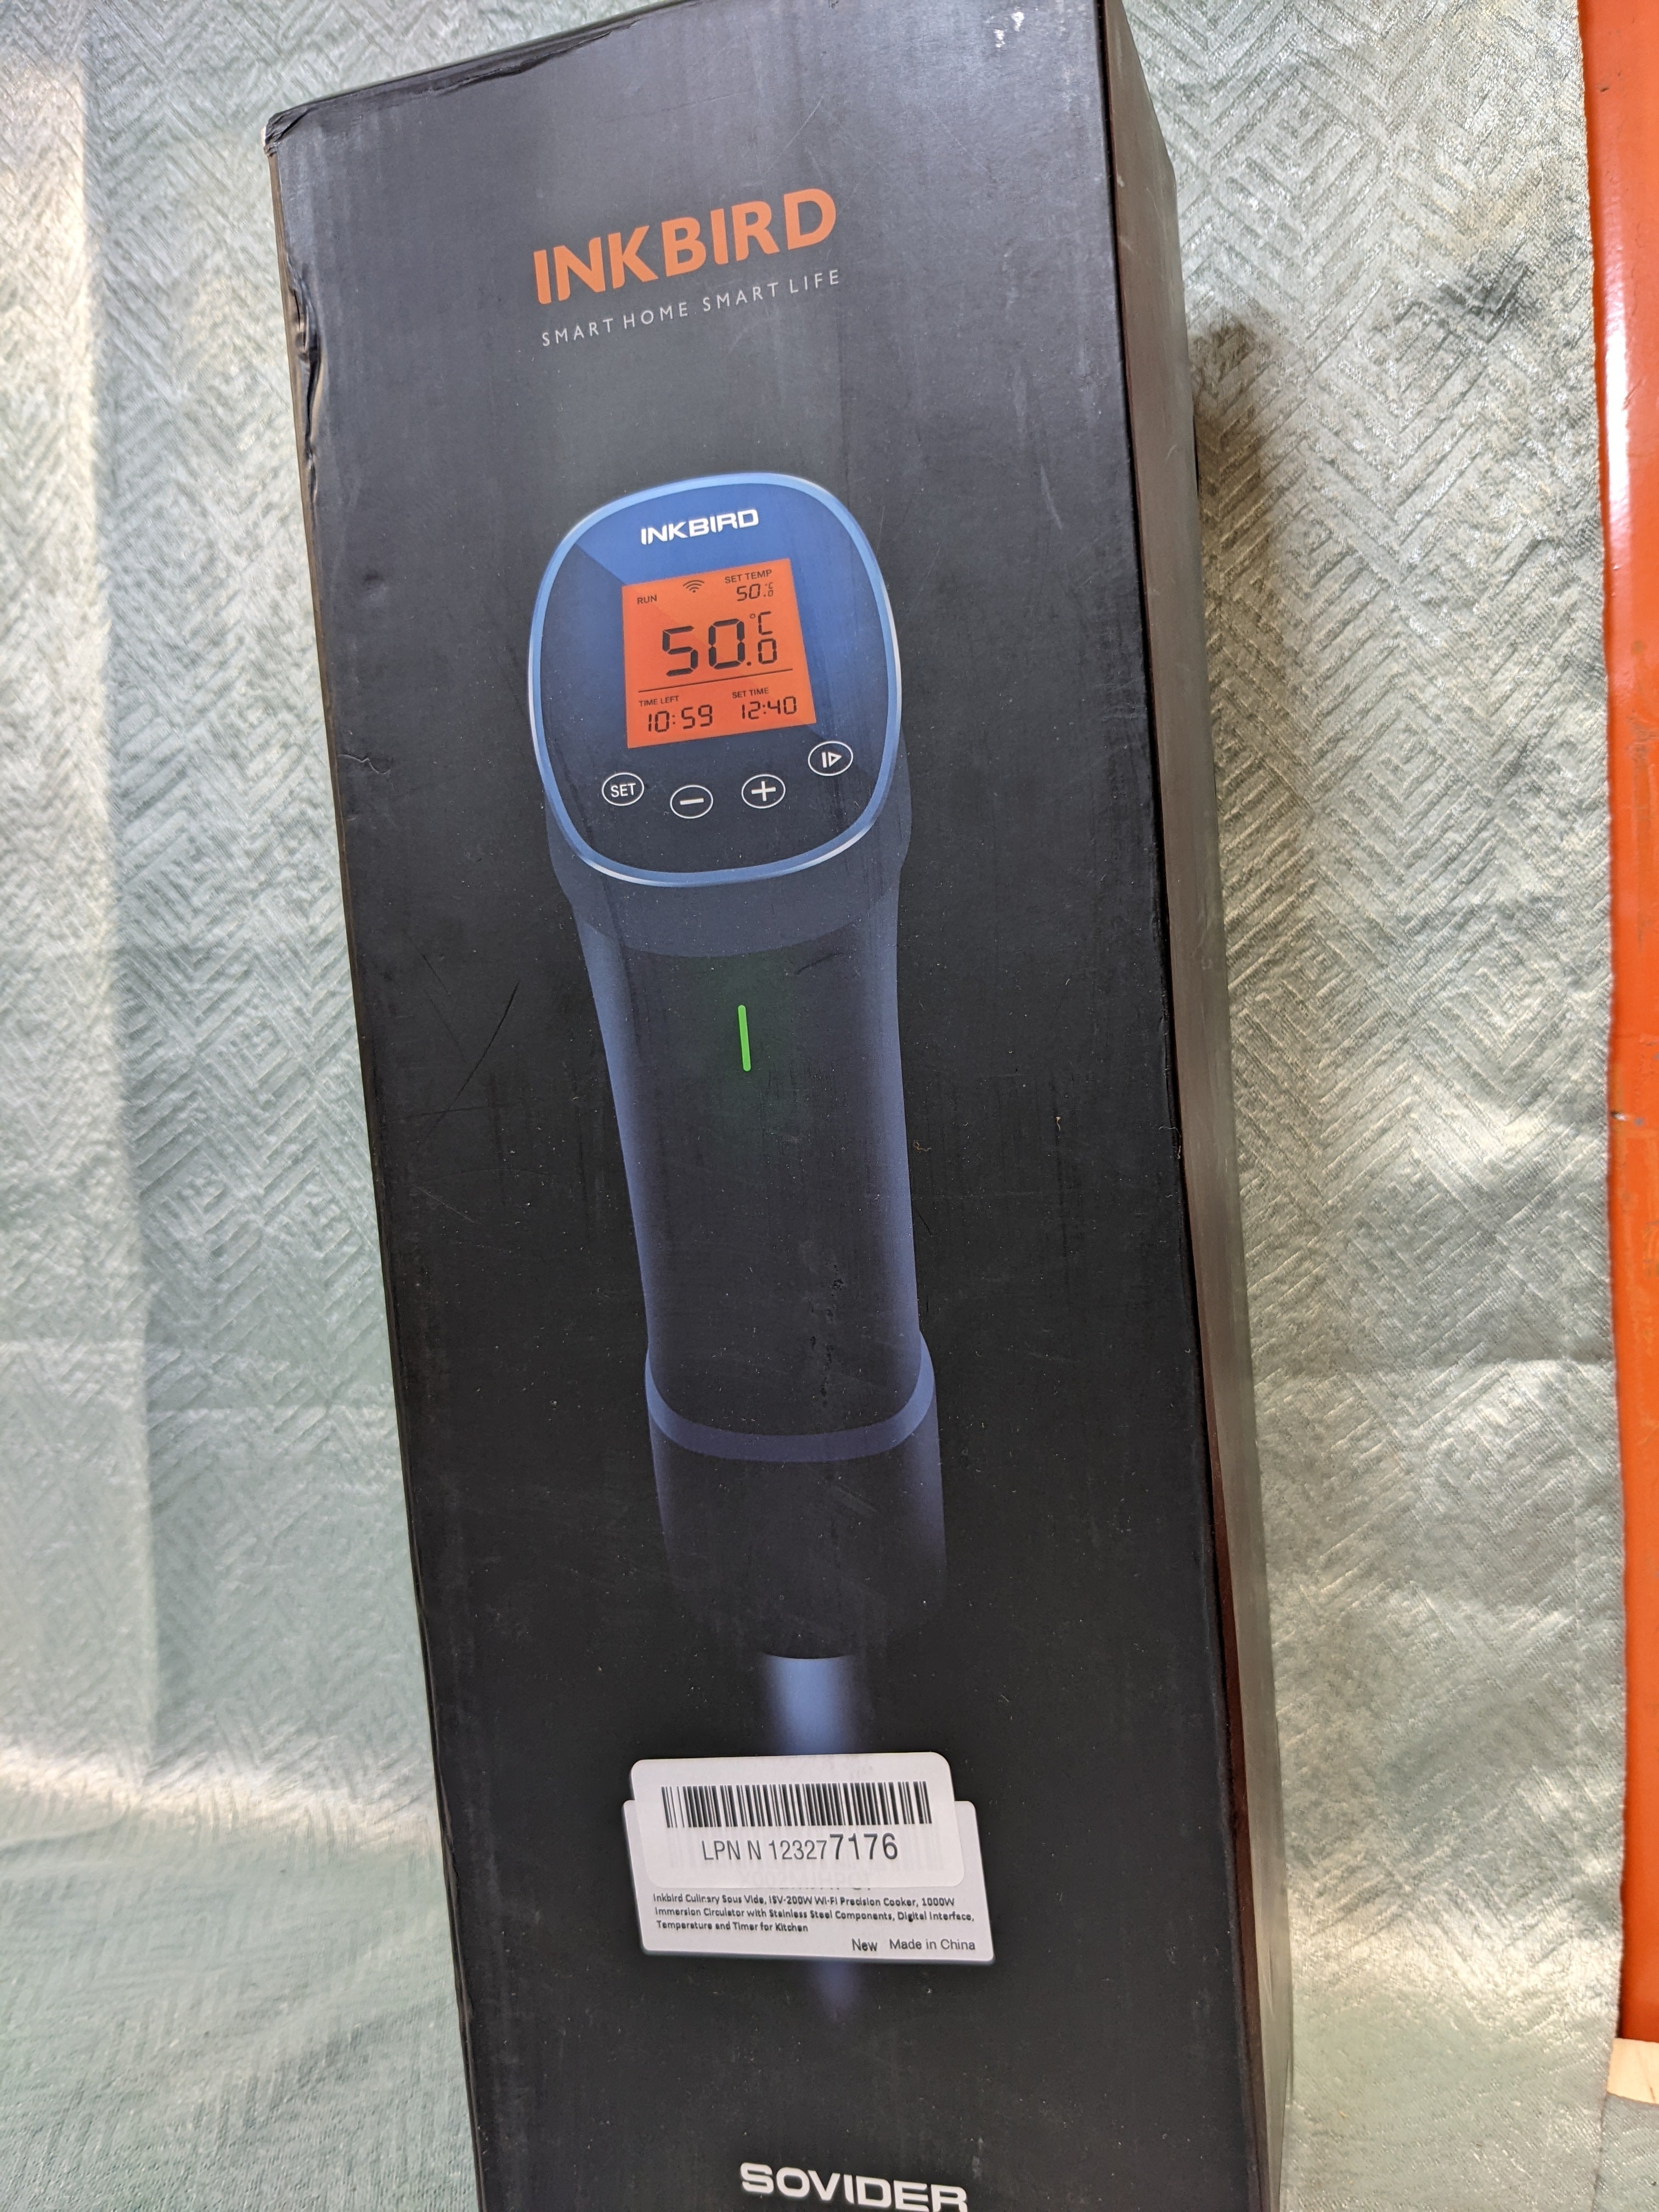 INKBIRD
SMART HOME SMART LIFE
INKBIRD
RUN SET TEMP
50.0°C
50.0°C
TIME LEFT SET TIME
10:59 12:40
SET
LPN N 123277176
Inkbird Culinary Sous Vide, ISV-200W Wi-Fi Precision Cooker, 1000W
Immersion Circulator with Stainless Steel Components, Digital Interface,
Temperature and Timer for Kitchen
New Made in China
SOVIDER